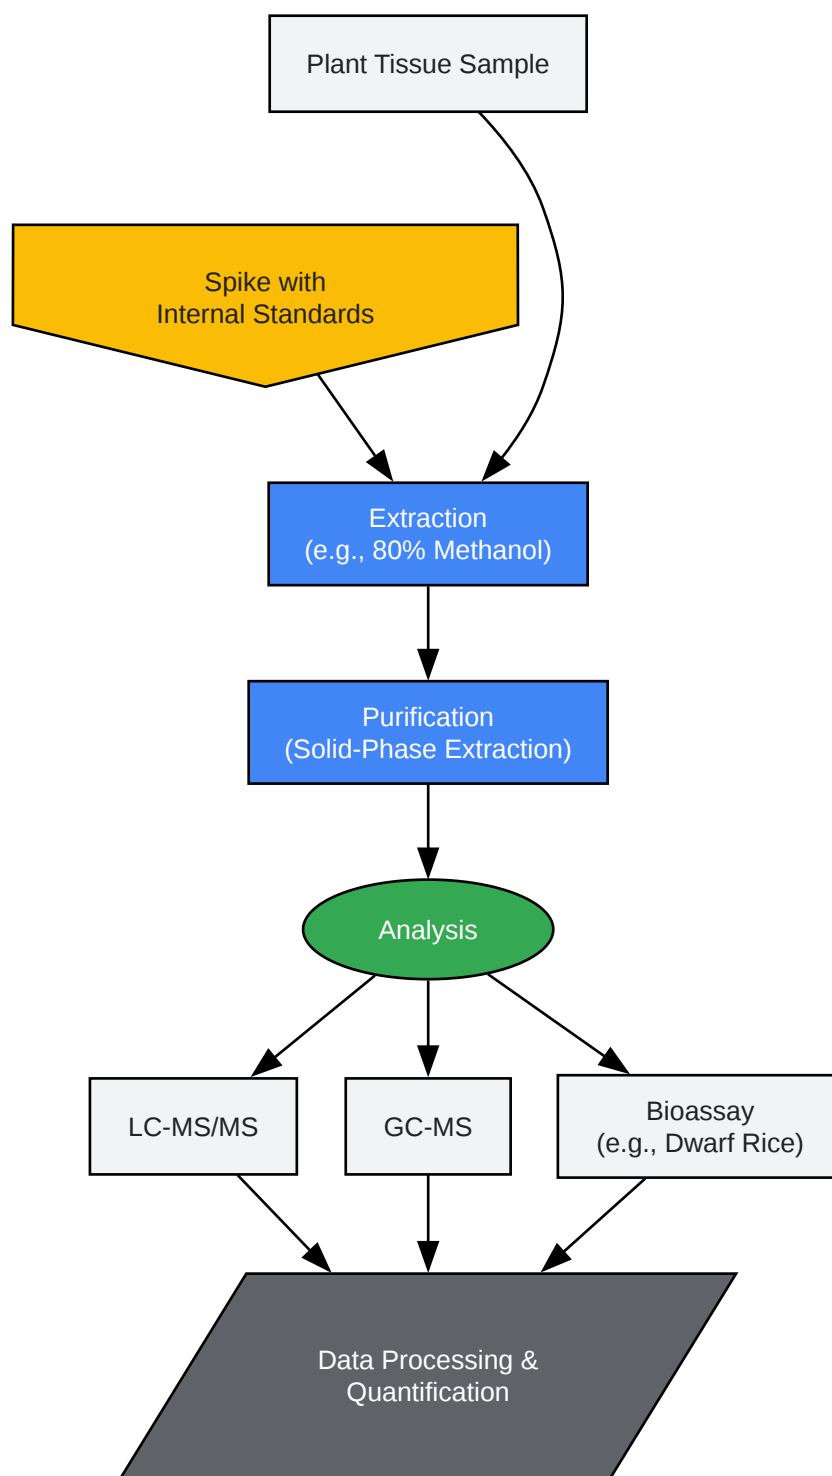 Plant Tissue Sample
Spike with
Internal Standards
Extraction
(e.g., 80% Methanol)
Purification
(Solid-Phase Extraction)
Analysis
LC-MS/MS
GC-MS
Bioassay
(e.g., Dwarf Rice)
Data Processing &
Quantification